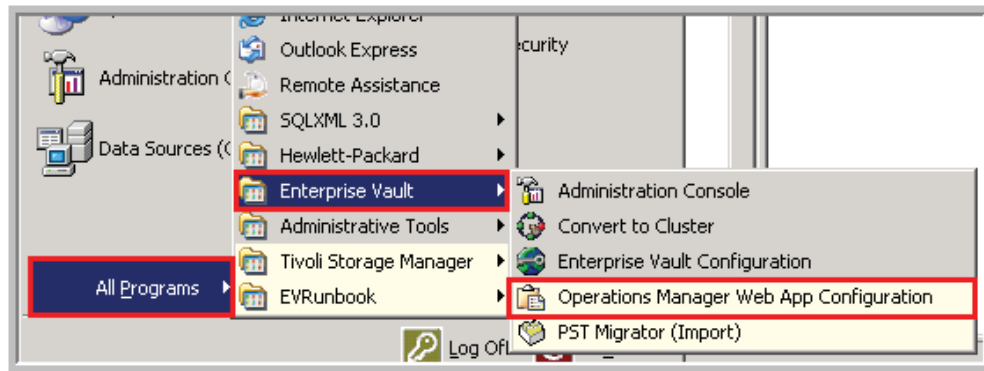 Internet Explorer
Outlook Express
ecurity
Administration
Remote Assistance
SQLXML 3.0
Data Sources (
Hewlett-Packard
Enterprise Vault
Administration Console
Administrative Tools
Convert to Cluster
Tivoli Storage Manager
Enterprise Vault Configuration
All Programs
EVRunbook
Operations Manager Web App Configuration
PST Migrator (Import)
Log Of